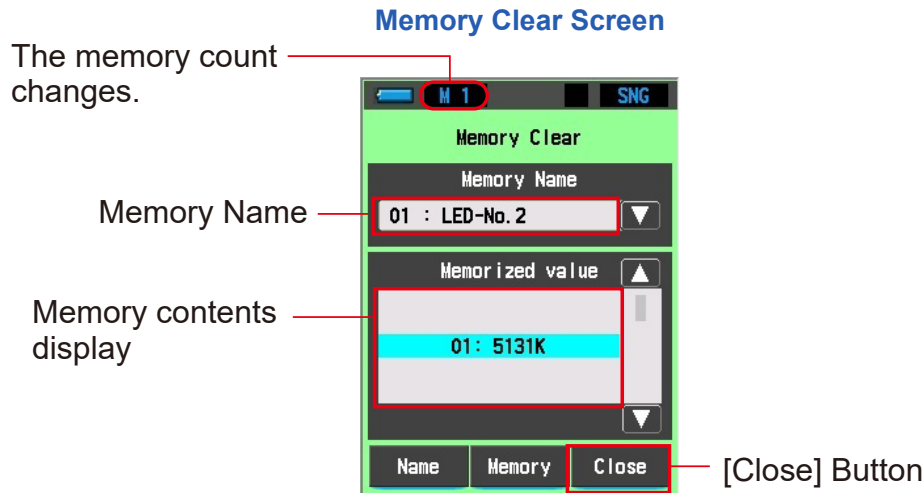 Memory Clear Screen
The memory count
changes.
M 1
SNG
Memory Clear
Memory Name
Memory Name
01 : LED-No.2
Memorized value
Memory contents
display
01: 5131K
Name
Memory
Close
[Close] Button